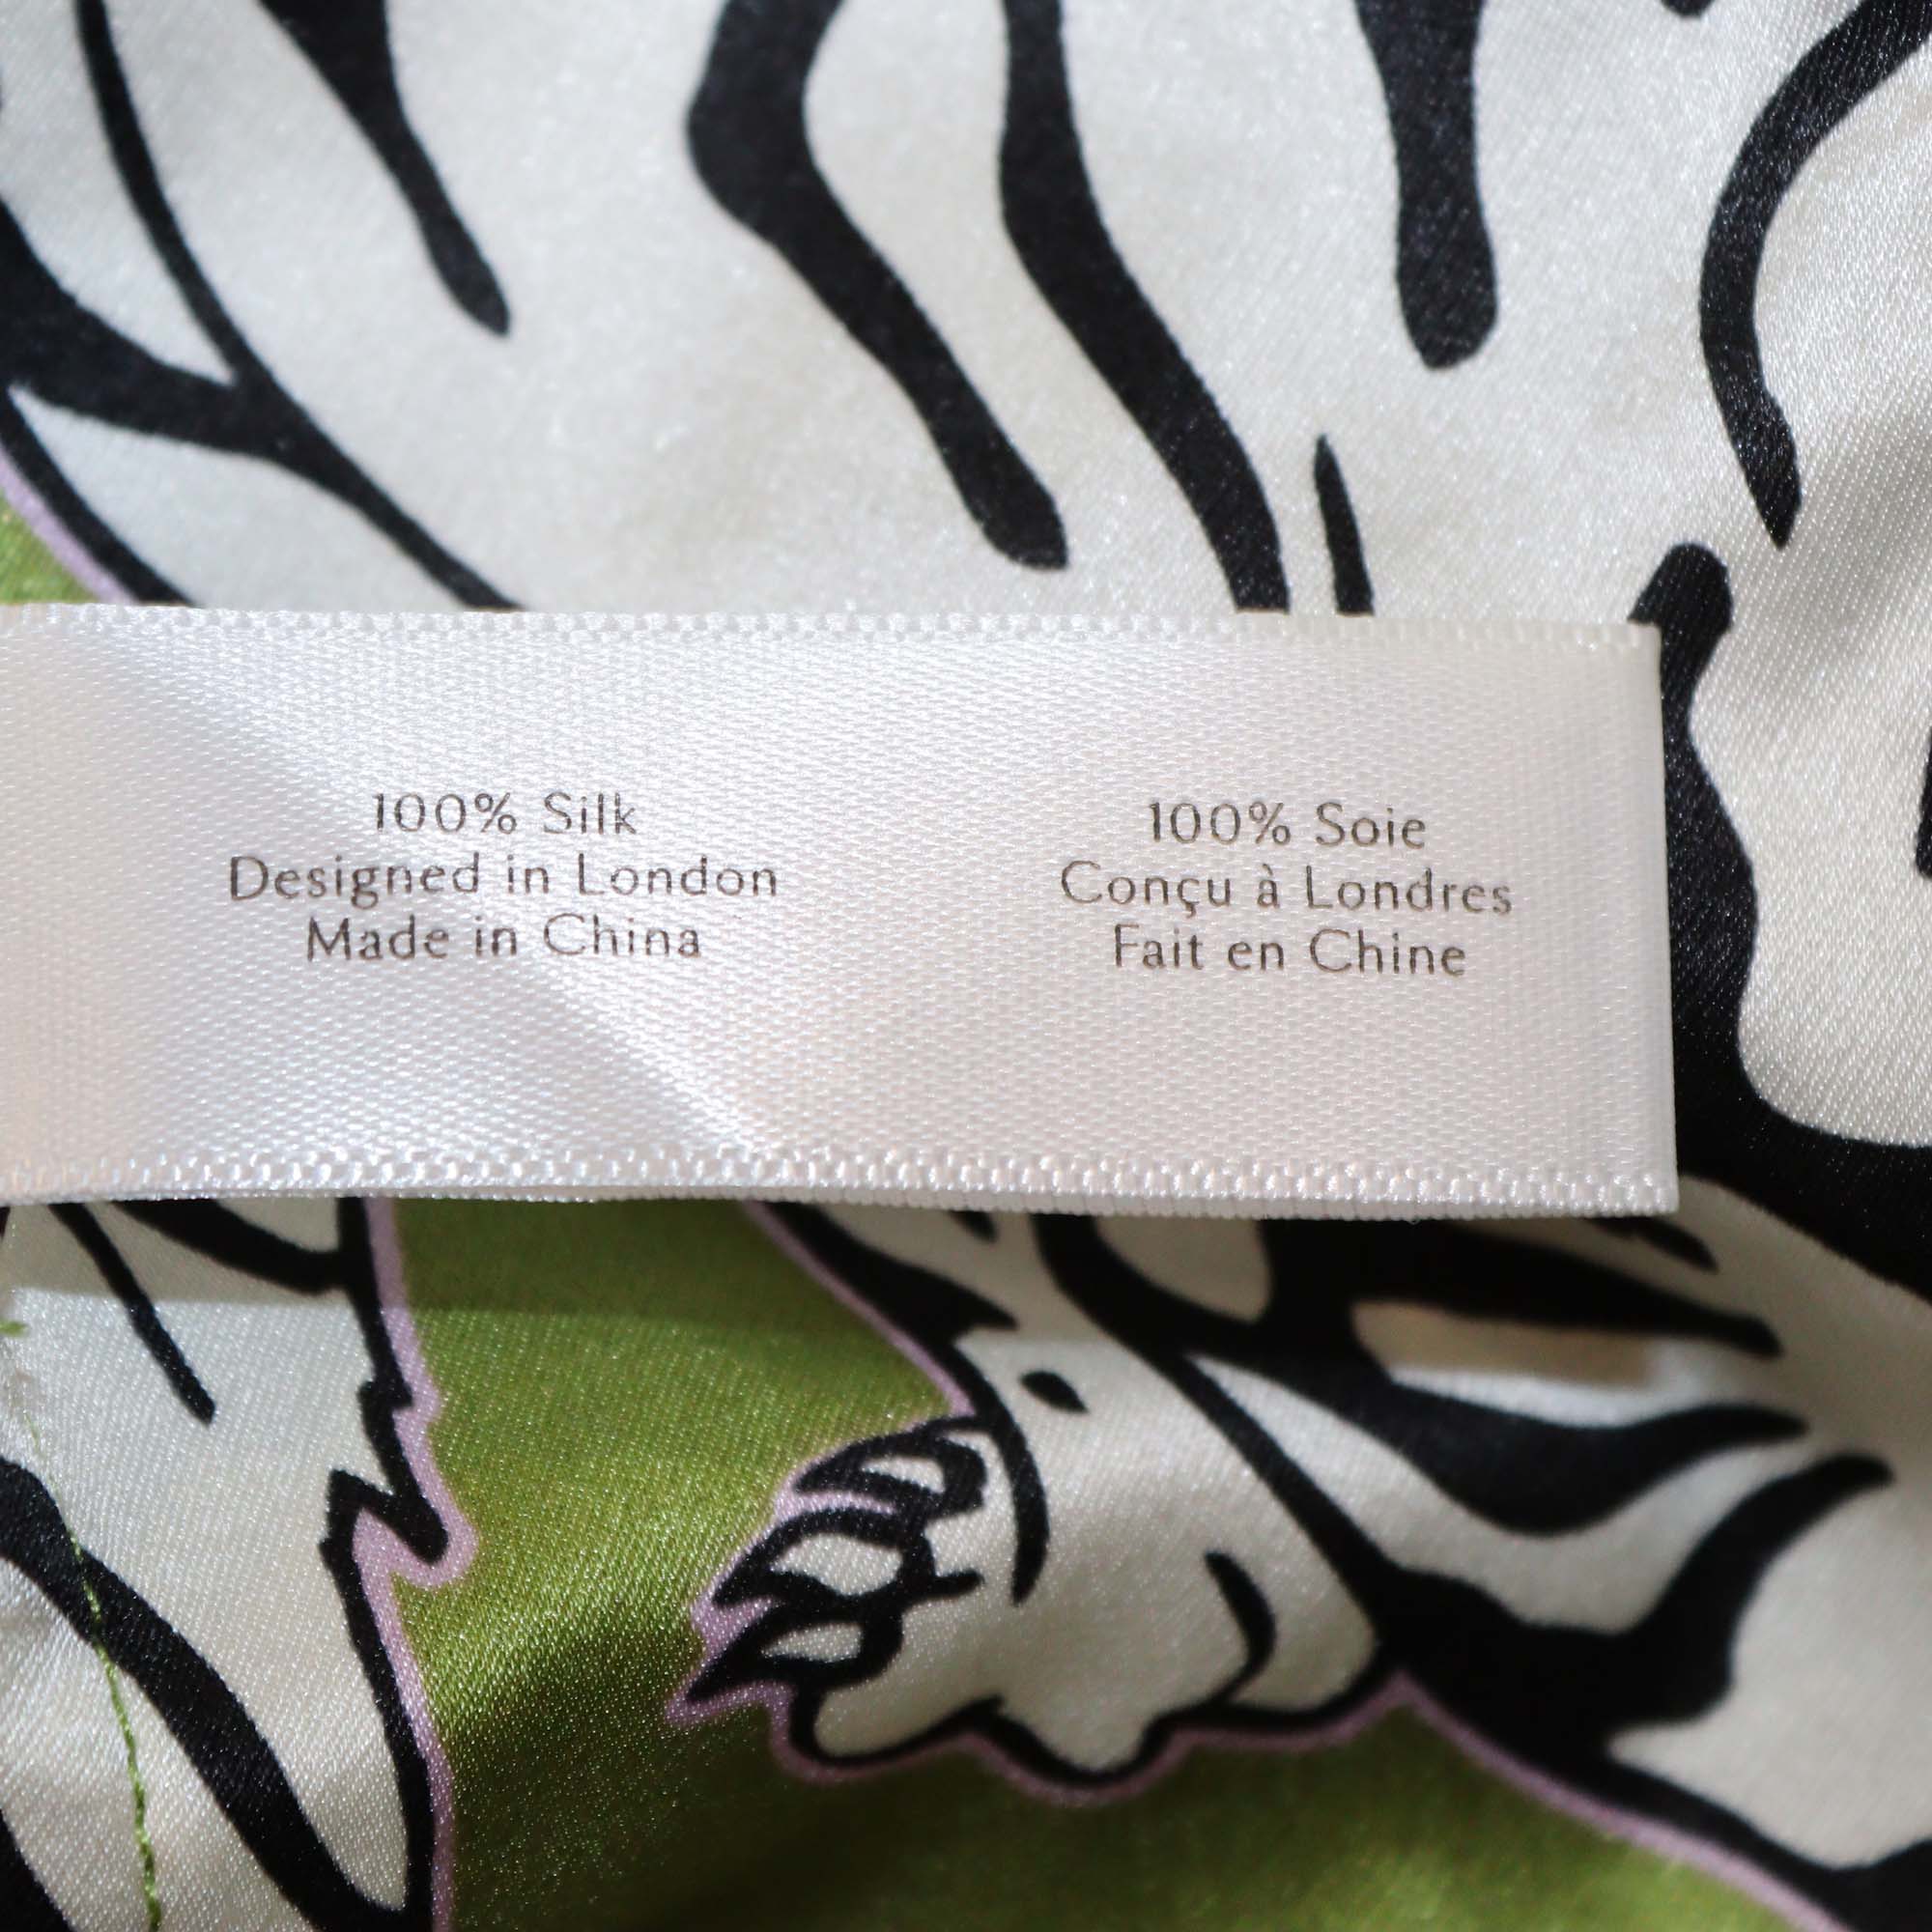 100% Silk
Designed in London
Made in China
100% Soie
Conçu à Londres
Fait en Chine